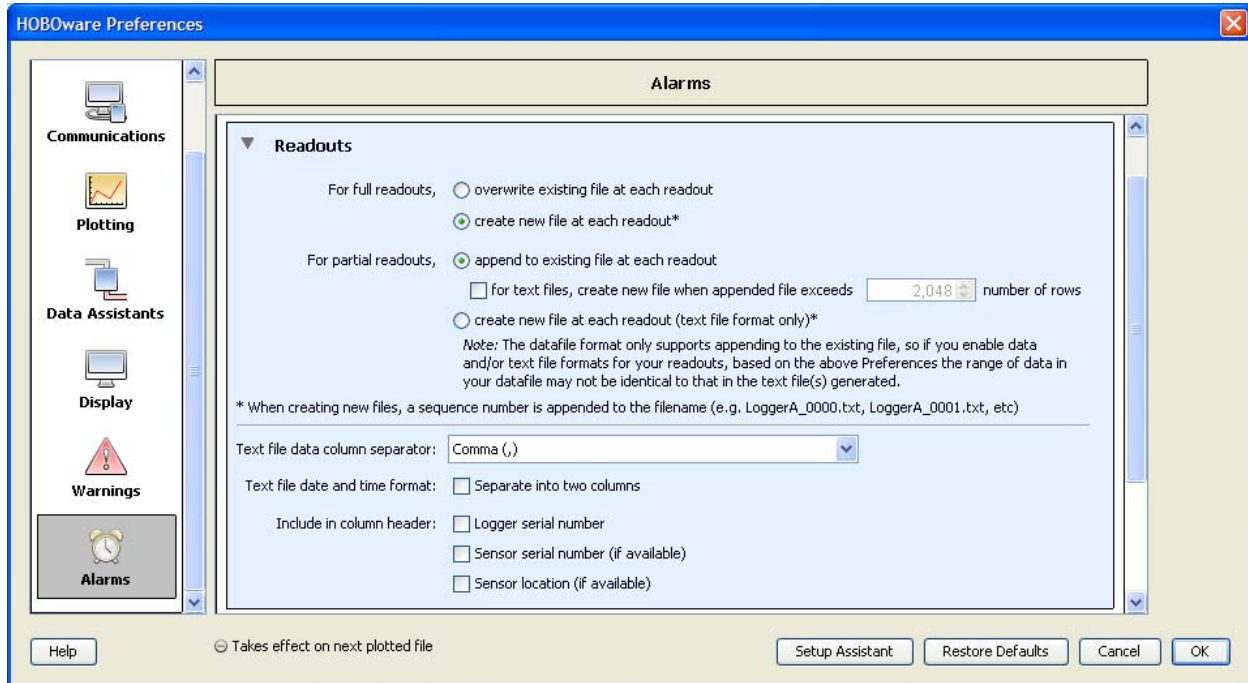 HOBOware Preferences
Communications
Plotting
Data Assistants
Display
Warnings
Alarms
Alarms
Readouts
For full readouts, overwrite existing file at each readout
create new file at each readout*
For partial readouts, append to existing file at each readout
for text files, create new file when appended file exceeds 2,048 number of rows
create new file at each readout (text file format only)*
Note: The datafile format only supports appending to the existing file, so if you enable data
and/or text file formats for your readouts, based on the above Preferences the range of data in
your datafile may not be identical to that in the text file(s) generated.
* When creating new files, a sequence number is appended to the filename (e.g. LoggerA_0000.txt, LoggerA_0001.txt, etc)
Text file data column separator: Comma (,)
Text file date and time format: Separate into two columns
Include in column header: Logger serial number
Sensor serial number (if available)
Sensor location (if available)
Help
Takes effect on next plotted file
Setup Assistant
Restore Defaults
Cancel
OK